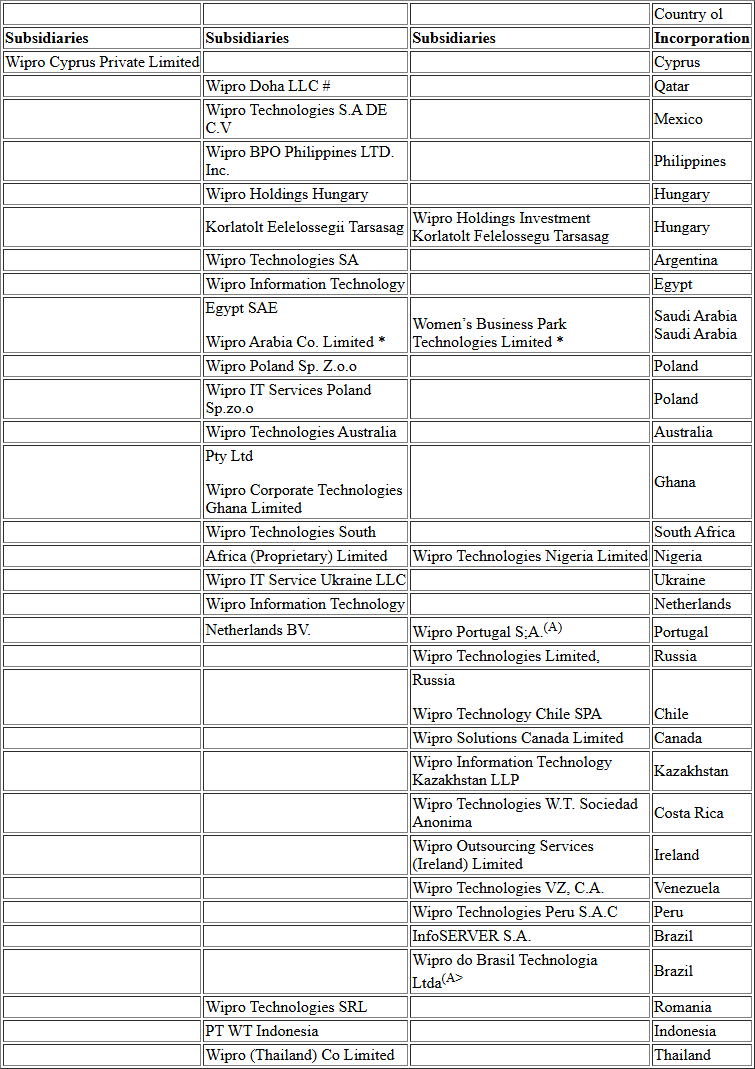 Country ol
Subsidiaries Subsidiaries Subsidiaries Incorporation
Wipro Cyprus Private Limited Cyprus
Wipro Doha LLC # Qatar
Wipro Technologies S.A DE
C.V
Mexico
Wipro BPO Philippines LTD.
Inc.
Philippines
Wipro Holdings Hungary Hungary
Korlatolt Eelelossegii Tarsasag
Wipro Holdings Investment
Korlatolt Felelossegu Tarsasag
Hungary
Wipro Technologies SA Argentina
Wipro Information Technology Egypt
Egypt SAE
Wipro Arabia Co. Limited *
Women’s Business Park
Technologies Limited *
Saudi Arabia
Saudi Arabia
Wipro Poland Sp. Z.o.o Poland
Wipro IT Services Poland
Sp.zo.o
Poland
Wipro Technologies Australia Australia
Pty Ltd
Wipro Corporate Technologies
Ghana Limited
Ghana
Wipro Technologies South South Africa
Africa (Proprietary) Limited Wipro Technologies Nigeria Limited Nigeria
Wipro IT Service Ukraine LLC Ukraine
Wipro Information Technology Netherlands
Netherlands BV. Wipro Portugal S;A.(A) Portugal
Wipro Technologies Limited, Russia
Russia
Wipro Technology Chile SPA Chile
Wipro Solutions Canada Limited Canada
Wipro Information Technology
Kazakhstan LLP
Kazakhstan
Wipro Technologies W.T. Sociedad
Anonima
Costa Rica
Wipro Outsourcing Services
(Ireland) Limited
Ireland
Wipro Technologies VZ, C.A. Venezuela
Wipro Technologies Peru S.A.C Peru
InfoSERVER S.A. Brazil
Wipro do Brasil Technologia
Ltda(A>
Brazil
Wipro Technologies SRL Romania
PT WT Indonesia Indonesia
Wipro (Thailand) Co Limited Thailand